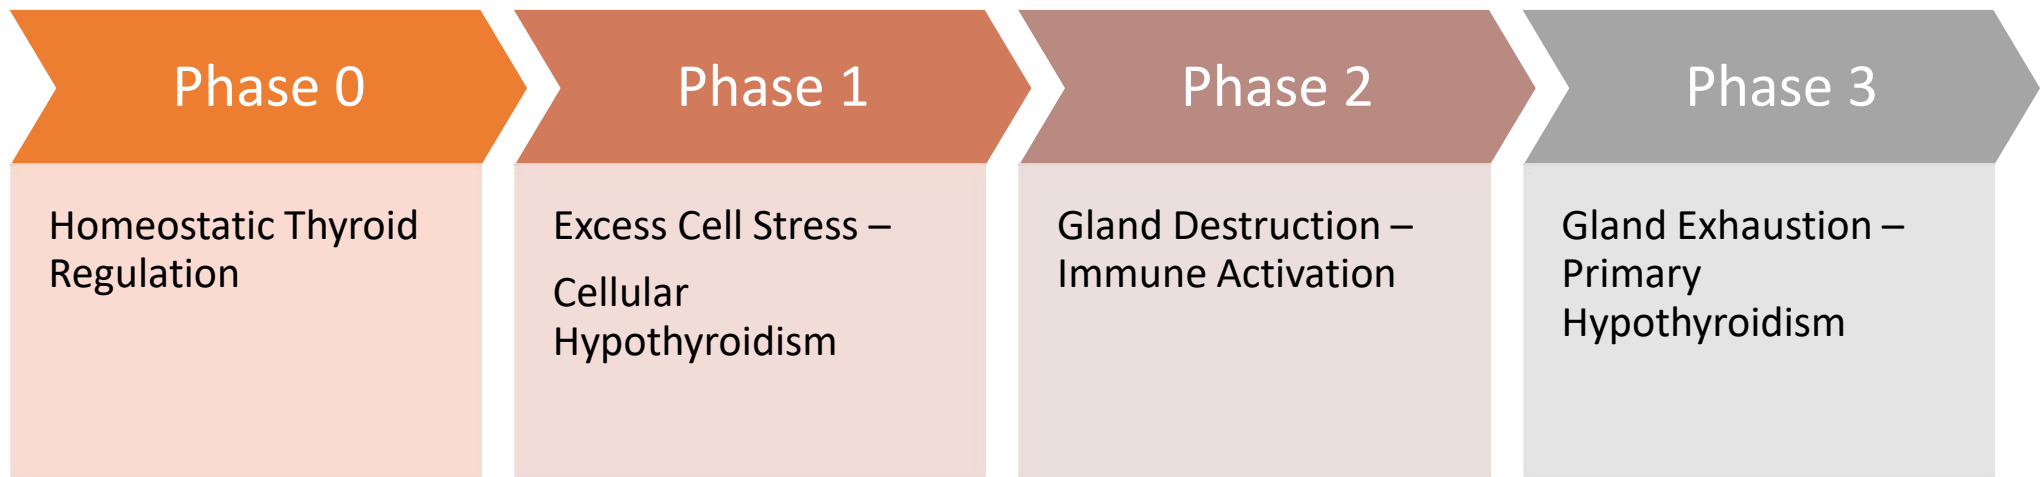 Phase 0
Homeostatic Thyroid
Regulation
Phase 1
Excess Cell Stress –
Cellular
Hypothyroidism
Phase 2
Gland Destruction –
Immune Activation
Phase 3
Gland Exhaustion –
Primary
Hypothyroidism